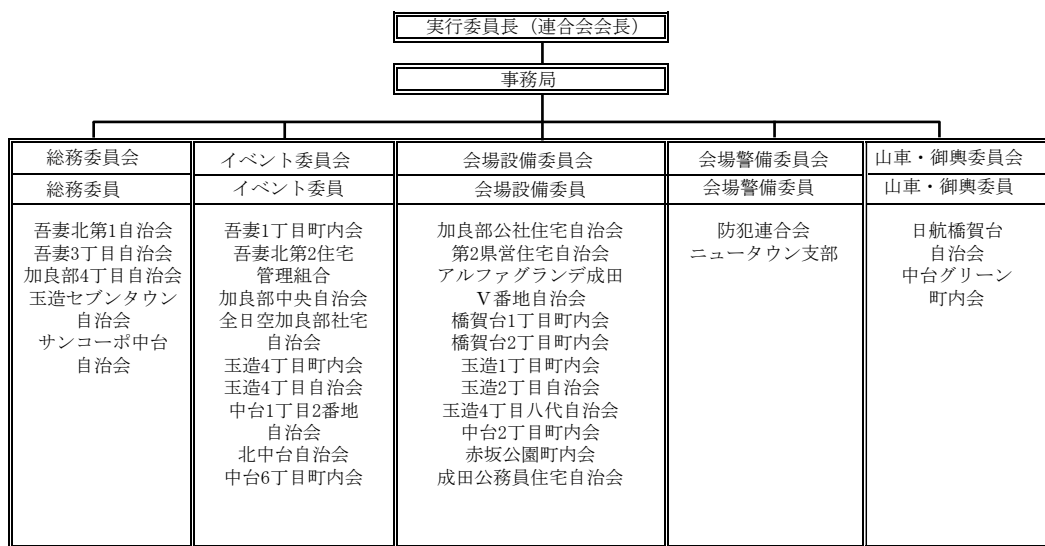 実行委員長（連合会会長）
事務局
総務委員会
総務委員
吾妻北第1自治会
吾妻3丁目自治会
加良部4丁目自治会
玉造セブンタウン
自治会
サンコーポ中台
自治会
イベント委員会
イベント委員
吾妻1丁目町内会
吾妻北第2住宅
管理組合
加良部中央自治会
全日空加良部社宅
自治会
玉造4丁目町内会
玉造4丁目自治会
中台1丁目2番地
自治会
北中台自治会
中台6丁目町内会
会場設備委員会
会場設備委員
加良部公社住宅自治会
第2県営住宅自治会
アルファグランデ成田
Ⅴ番地自治会
橋賀台1丁目町内会
橋賀台2丁目町内会
玉造1丁目町内会
玉造2丁目自治会
玉造4丁目八代自治会
中台2丁目町内会
赤坂公園町内会
成田公務員住宅自治会
会場警備委員会
会場警備委員
防犯連合会
ニュータウン支部
山車・御輿委員会
山車・御輿委員
日航橋賀台
自治会
中台グリーン
町内会